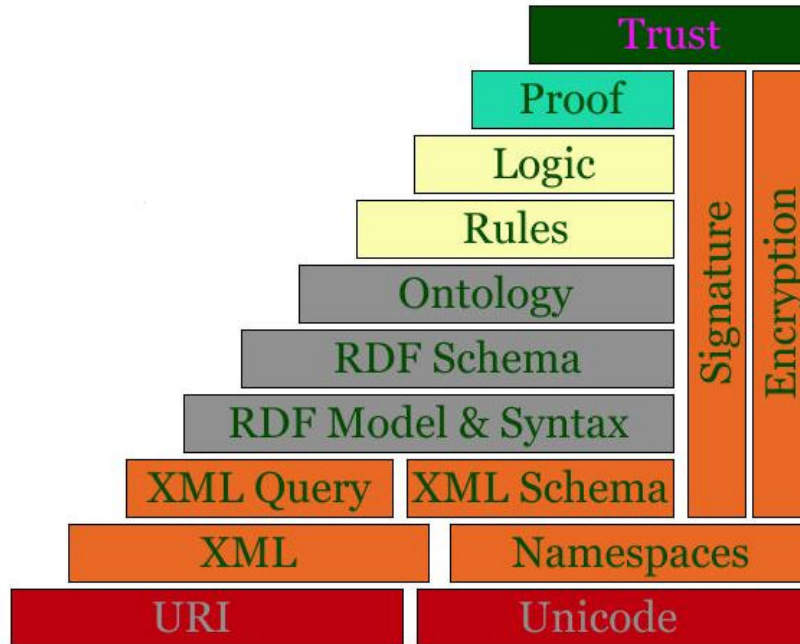 Trust
Proof
Logic
Rules
Ontology
RDF Schema
RDF Model & Syntax
XML Query
XML Schema
Signature
Encryption
XML
Namespaces
URI
Unicode